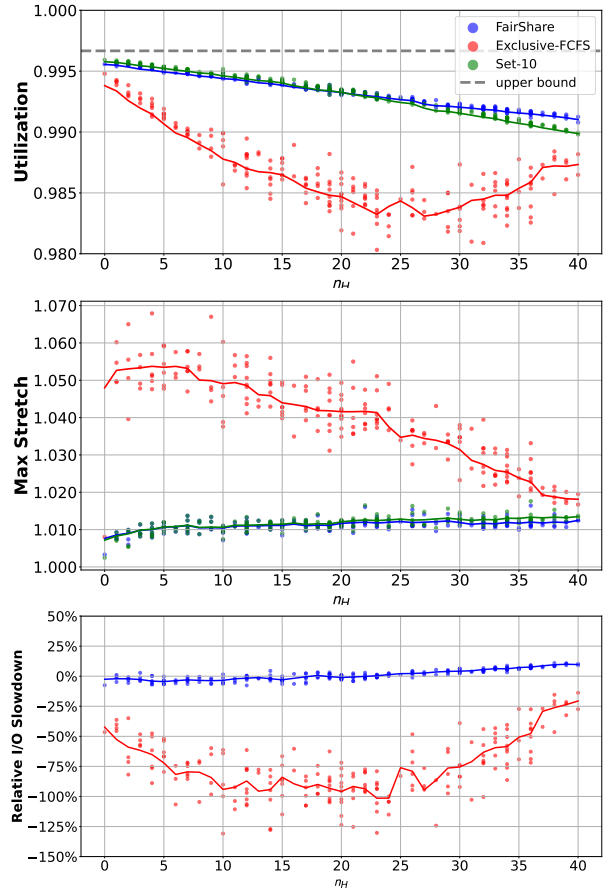 1.000
0.995
0.990
0.985
0.980
Utilization
FairShare
Exclusive-FCFS
Set-10
upper bound
0 5 10 15 20 25 30 35 40
n_H
1.070
1.060
1.050
1.040
1.030
1.020
1.010
1.000
Max Stretch
0 5 10 15 20 25 30 35 40
n_H
50%
25%
0%
−25%
−50%
−75%
−100%
−125%
−150%
Relative I/O Slowdown
0 5 10 15 20 25 30 35 40
n_H